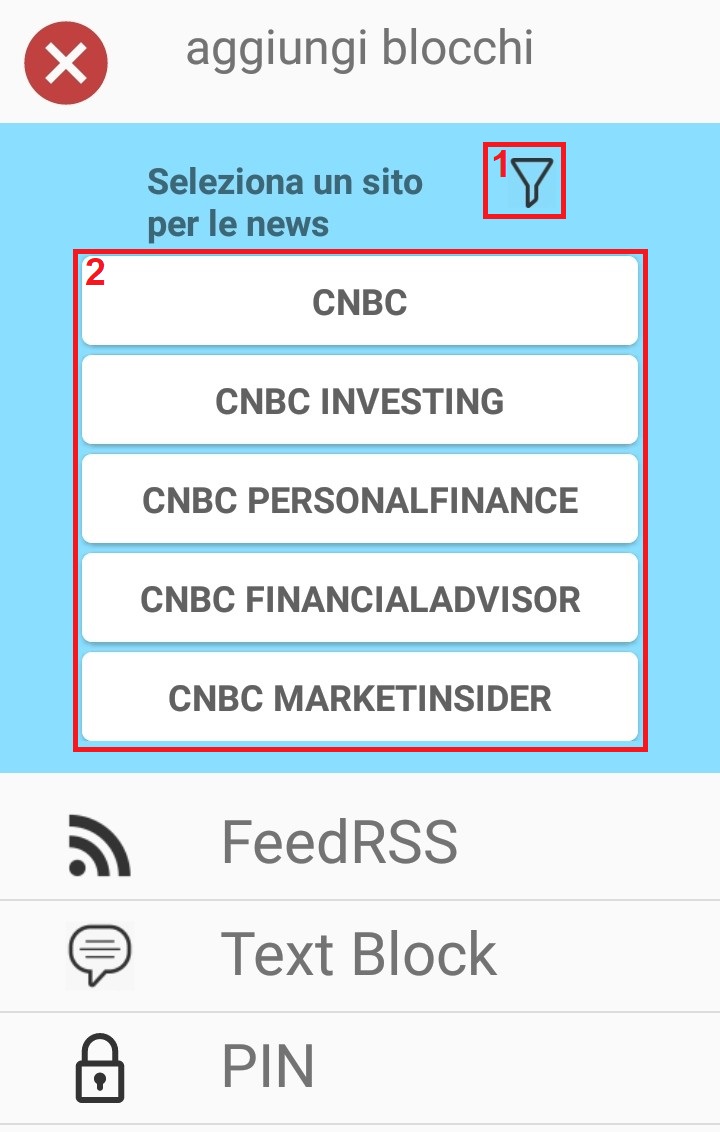 aggiungi blocchi
Seleziona un sito
per le news
1
2
CNBC
CNBC INVESTING
CNBC PERSONALFINANCE
CNBC FINANCIALADVISOR
CNBC MARKETINSIDER
FeedRSS
Text Block
PIN